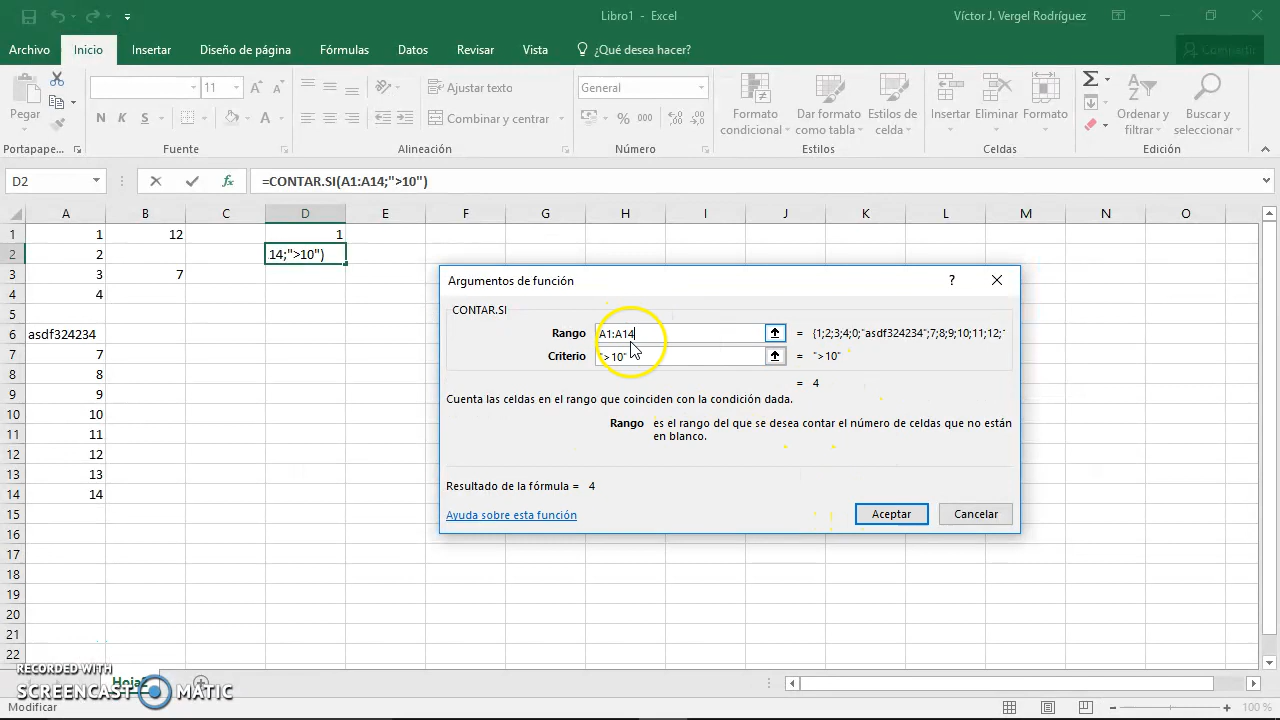 Libro1 - Excel
Víctor J. Vergel Rodríguez
Archivo Inicio Insertar Diseño de página Fórmulas Datos Revisar Vista ¿Qué desea hacer? Compartir
Pegar
11
Ajustar texto
General
Formato condicional
Dar formato como tabla
Estilos de celda
Insertar Eliminar Formato
Ordenar y filtrar
Buscar y seleccionar
N K S
Combinar y centrar
% 000
Portapape... Fuente Alineación Número Estilos Celdas Edición
D2 fx =CONTAR.SI(A1:A14;">10")
A B C D E F G H I J K L M N O
1 1 12 1
2 2 14;">10")
3 3 7
4 4
5
6 asdf324234
7 7
8 8
9 9
10 10
11 11
12 12
13 13
14 14
15
16
17
18
19
20
21
22
Argumentos de función ?
CONTAR.SI
Rango A1:A14 = {1;2;3;4;0;"asdf324234";7;8;9;10;11;12;
Criterio ">10" = ">10"
= 4
Cuenta las celdas en el rango que coinciden con la condición dada.
Rango es el rango del que se desea contar el número de celdas que no están
en blanco.
Resultado de la fórmula = 4
Ayuda sobre esta función Aceptar Cancelar
RECORDED WITH
SCREENCAST MATIC
Modificar 100 %